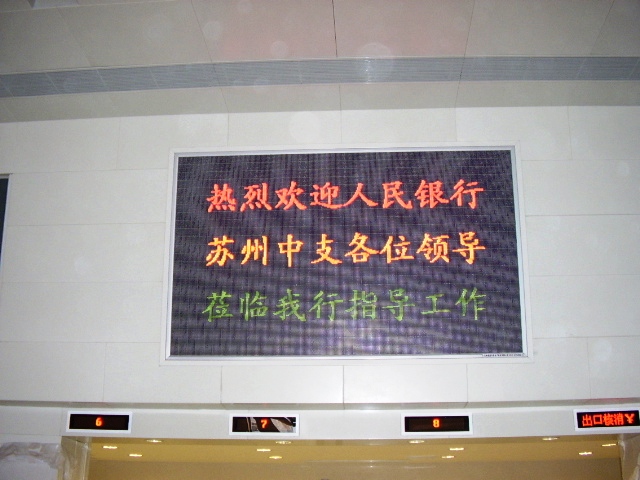 热烈欢迎人民银行
苏州中支各位领导
莅临我行指导工作
6
7
8
出口核消¥